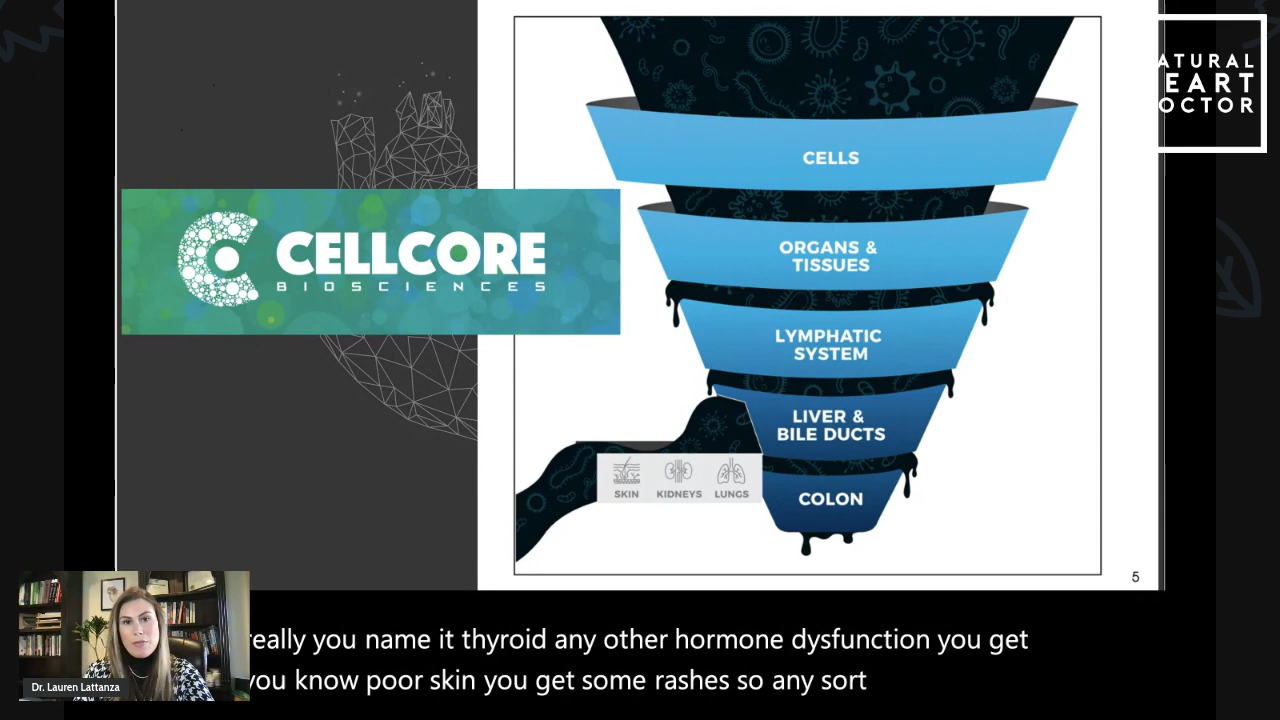 ATURAL
EART
OCTOR
CELLS
CELLCORE
BIOSCIENCES
ORGANS &
TISSUES
LYMPHATIC
SYSTEM
LIVER &
BILE DUCTS
SKIN KIDNEYS LUNGS
COLON
5
really you name it thyroid any other hormone dysfunction you get
you know poor skin you get some rashes so any sort
Dr. Lauren Lattanza